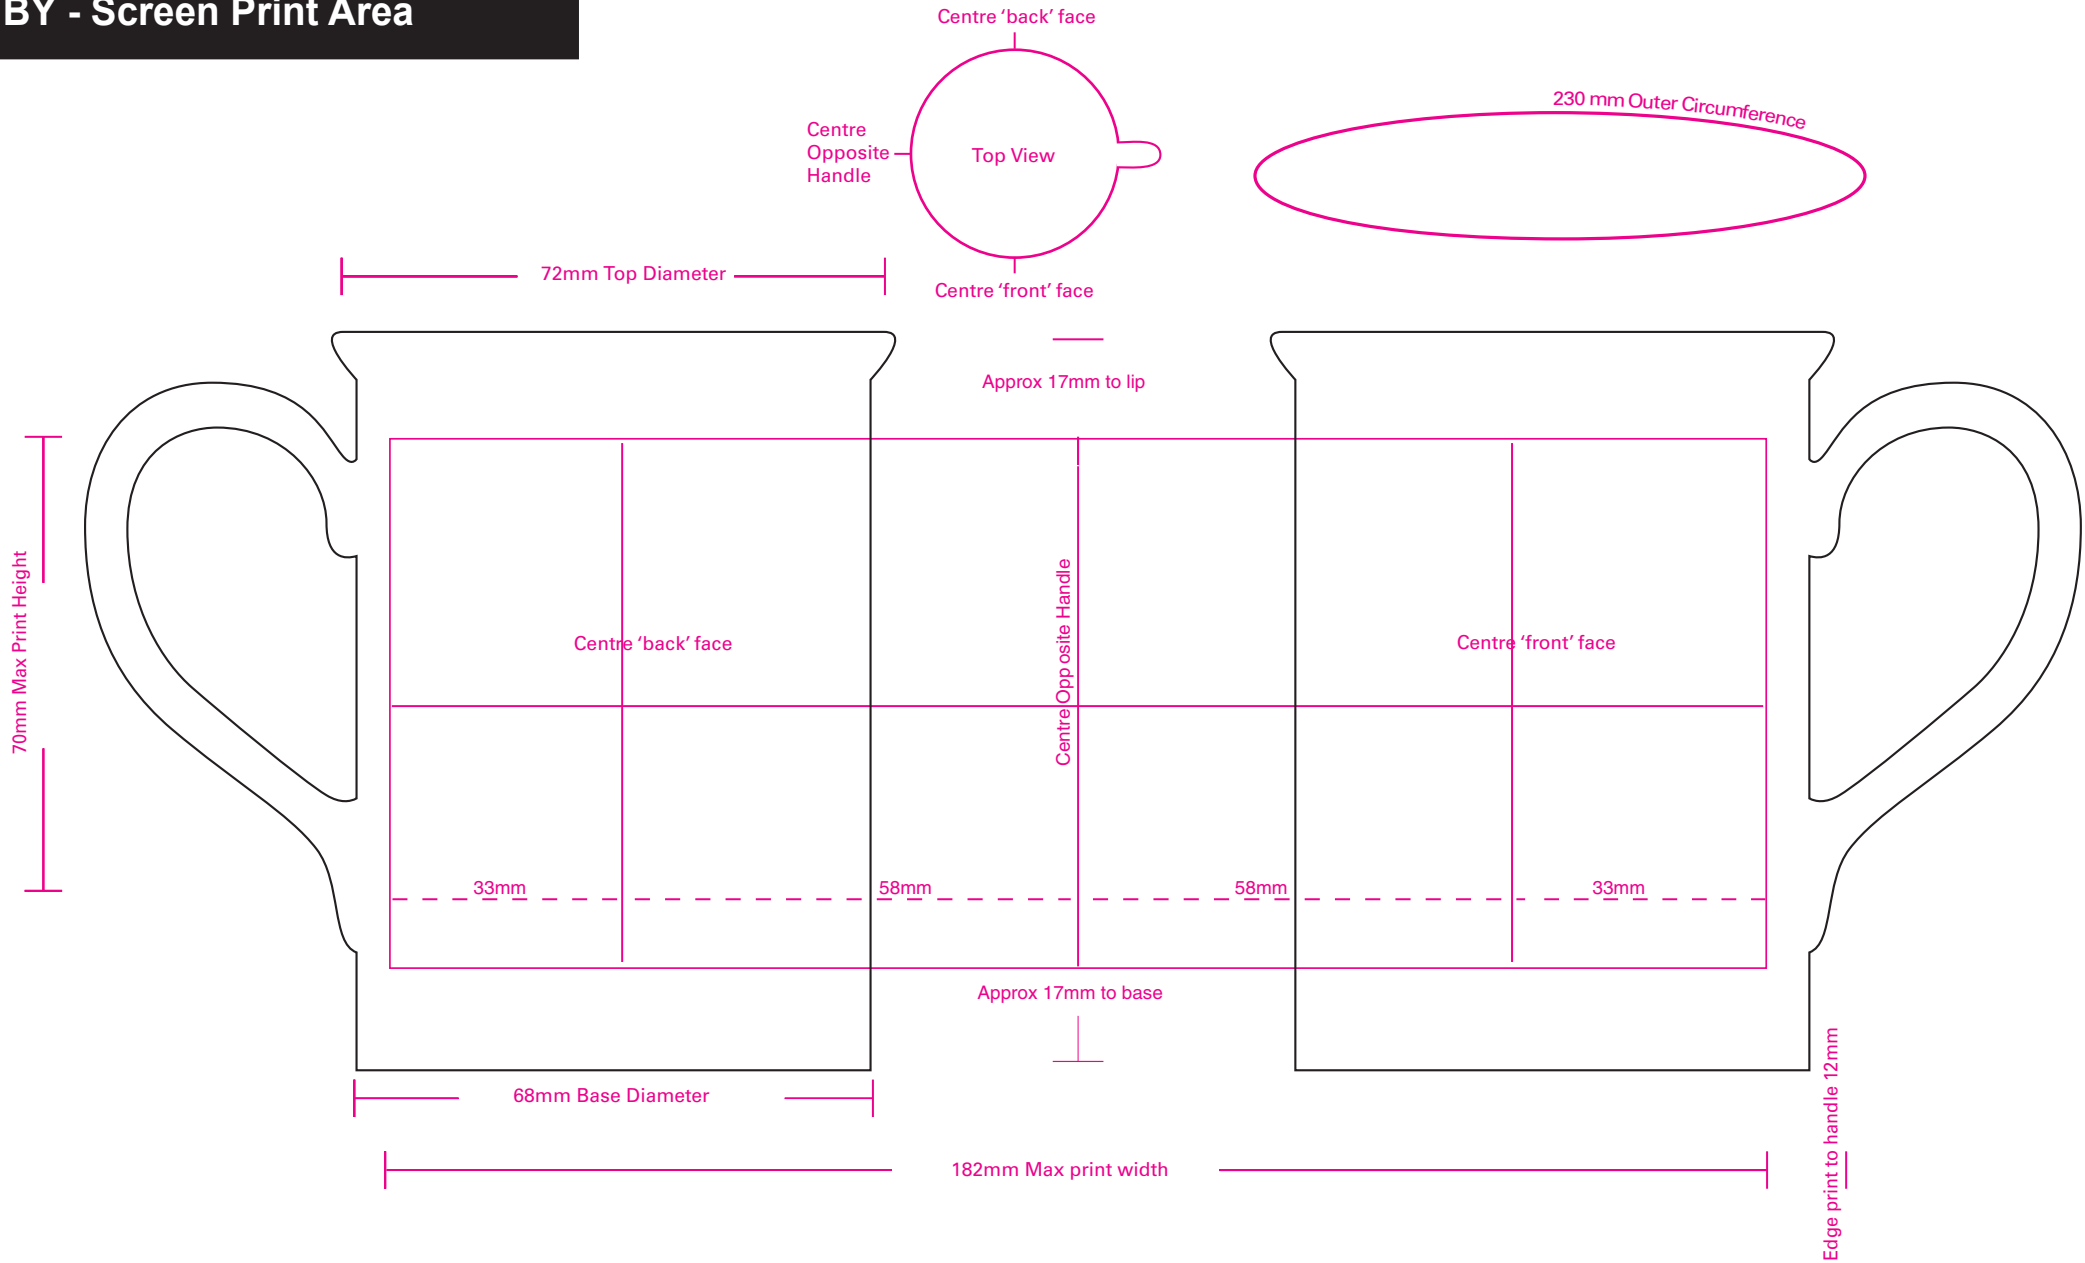 BY - Screen Print Area
Centre ‘back’ face
Centre
Opposite
Handle
Top View
230 mm Outer Circumference
72mm Top Diameter
Centre ‘front’ face
Approx 17mm to lip
70mm Max Print Height
Centre ‘back’ face
Centre Opp osite Handle
Centre ‘front’ face
33mm
58mm
58mm
33mm
Approx 17mm to base
68mm Base Diameter
182mm Max print width
Edge print to handle 12mm